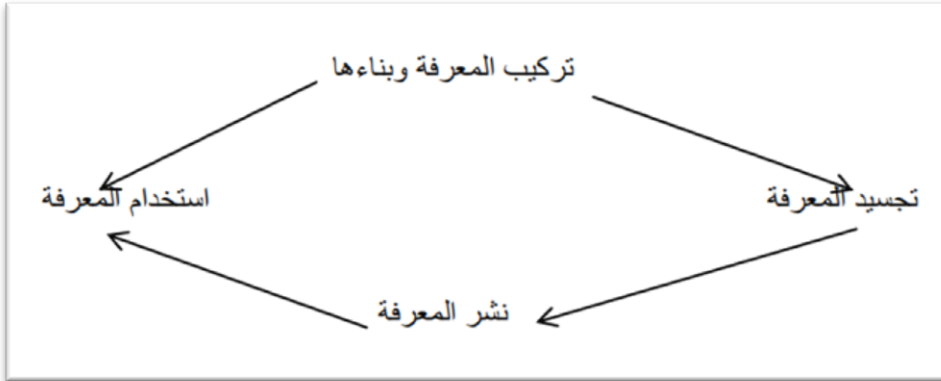 تركيب المعرفة وبناءها
تجسيد المعرفة
استخدام المعرفة
نشر المعرفة